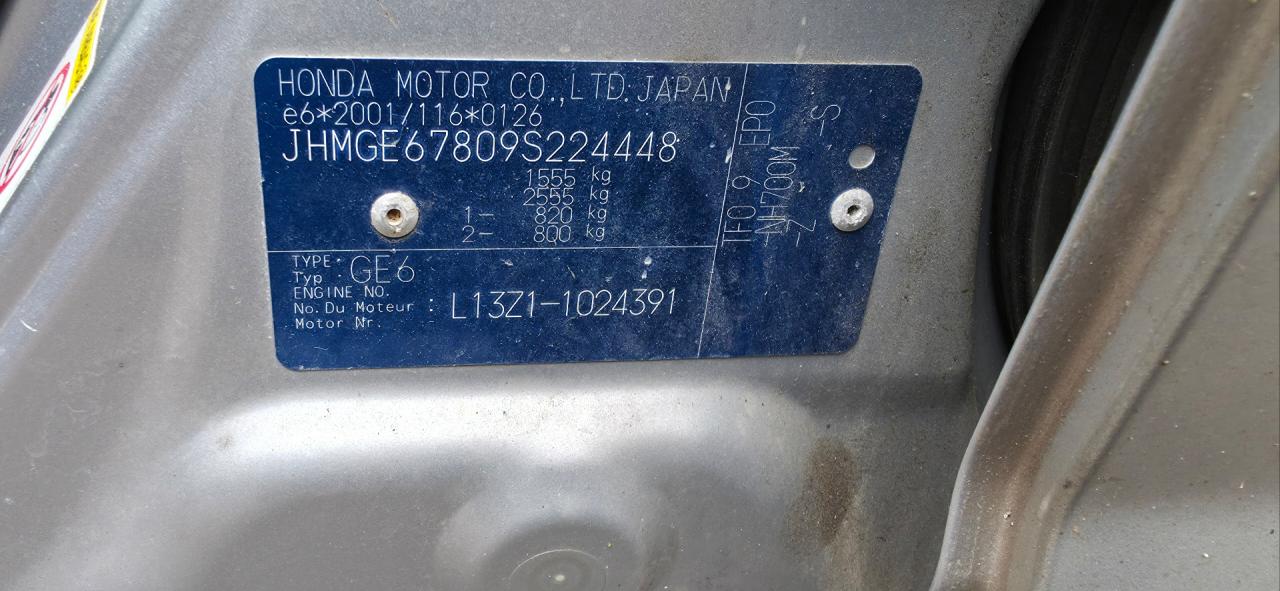 HONDA MOTOR CO.,LTD.JAPAN
e6*2001/116*0126
JHMGE67809S224448
1555 kg
2555 kg
1- 820 kg
2- 800 kg
TYPE:
Typ : GE6
ENGINE NO.
No.Du Moteur : L13Z1-1024391
Motor Nr.
TF0 9 EPO
-NH700M
-Z -S